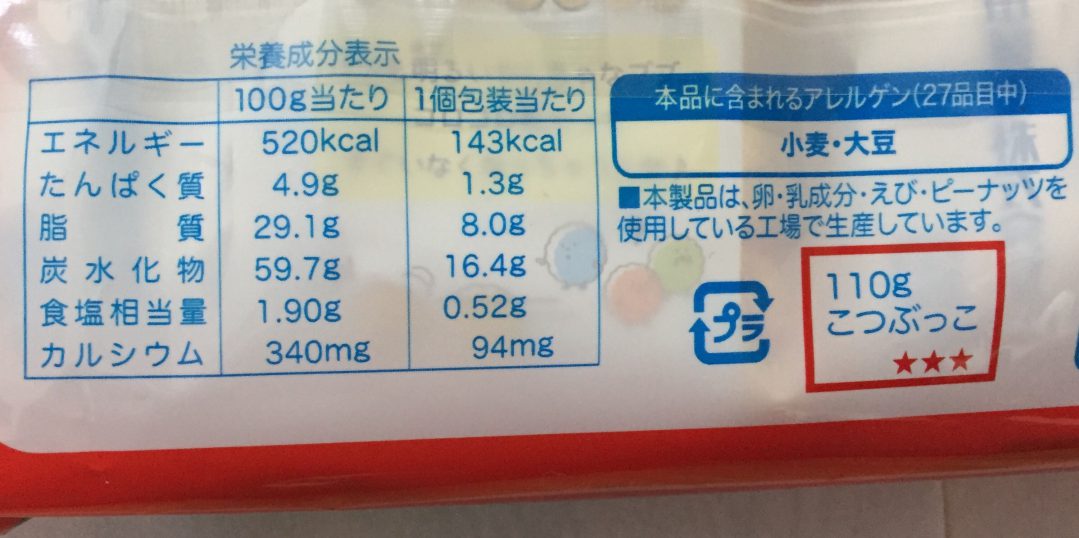 栄養成分表示
100g当たり 1個包装当たり
エネルギー 520kcal 143kcal
たんぱく質 4.9g 1.3g
脂質 29.1g 8.0g
炭水化物 59.7g 16.4g
食塩相当量 1.90g 0.52g
カルシウム 340mg 94mg
本品に含まれるアレルゲン(27品目中)
小麦・大豆
■本製品は、卵・乳成分・えび・ピーナッツを
使用している工場で生産しています。
プラ
110g
こつぶっこ
★★★